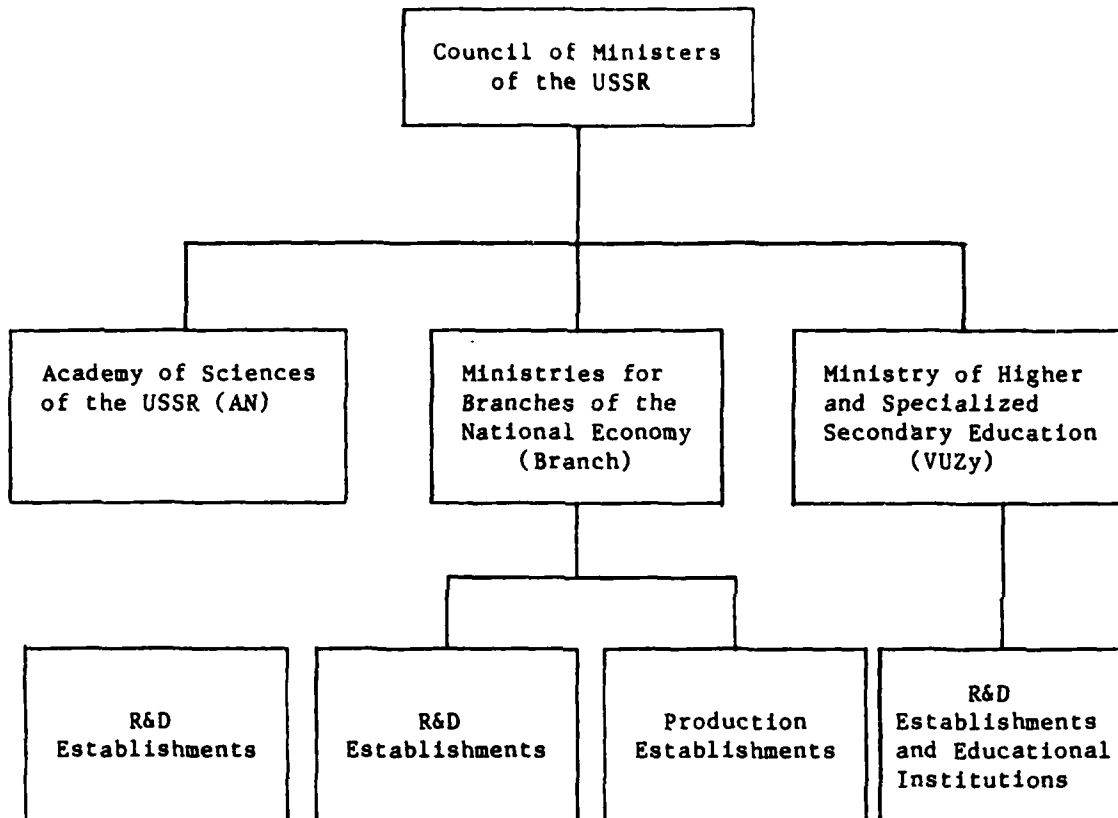 Council of Ministers
of the USSR
Academy of Sciences
of the USSR (AN)
Ministries for
Branches of the
National Economy
(Branch)
Ministry of Higher
and Specialized
Secondary Education
(VUZy)
R&D
Establishments
R&D
Establishments
Production
Establishments
R&D
Establishments
and Educational
Institutions